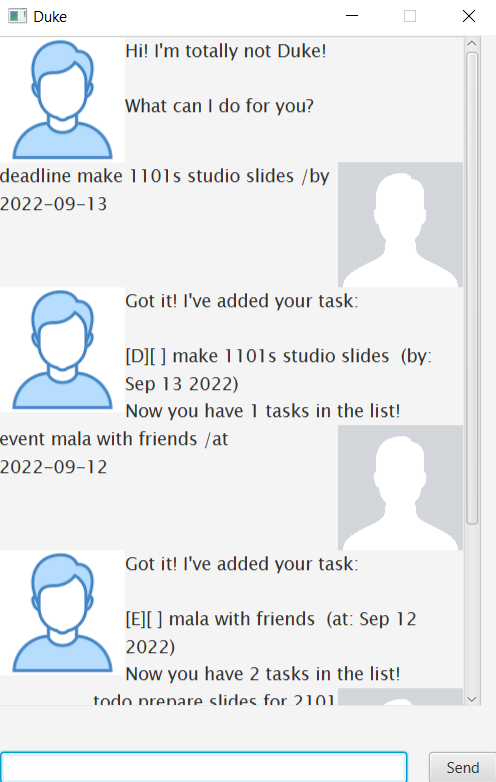 Duke
Hi! I'm totally not Duke!
What can I do for you?
deadline make 1101s studio slides /by
2022-09-13
Got it! I've added your task:
[D][ ] make 1101s studio slides  (by:
Sep 13 2022)
Now you have 1 tasks in the list!
event mala with friends /at
2022-09-12
Got it! I've added your task:
[E][ ] mala with friends  (at: Sep 12
2022)
Now you have 2 tasks in the list!
todo prepare slides for 2101
Send